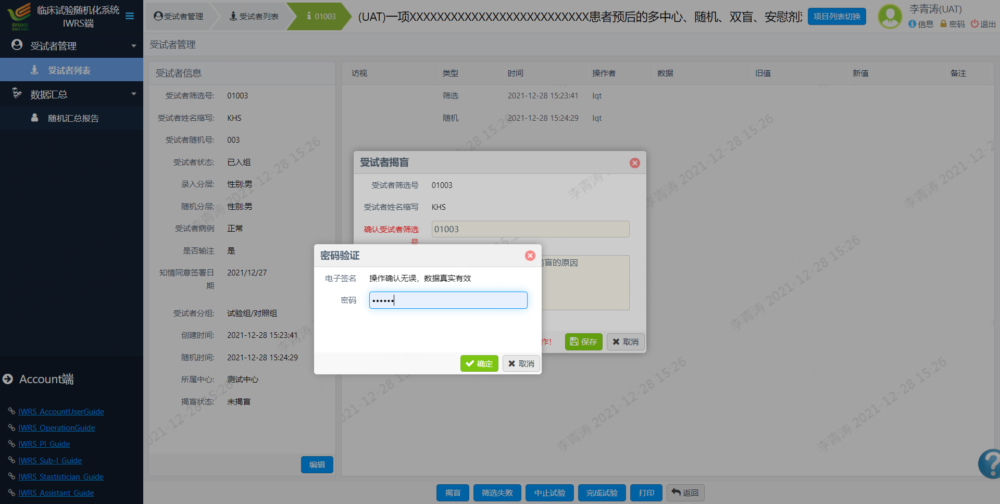 临床试验随机化系统
IWRS端
SYSUCC
受试者管理
受试者列表
数据汇总
随机汇总报告
Account端
IWRS_AccountUserGuide
IWRS_OperationGuide
IWRS_PI_Guide
IWRS_Sub-I_Guide
IWRS_Stastistician_Guide
IWRS_Assistant_Guide
受试者管理
受试者列表
01003
(UAT)一项XXXXXXXXXXXXXXXXXXXXXXXXXX患者预后的多中心、随机、双盲、安慰剂
项目列表切换
李青涛(UAT)
信息 密码 退出
受试者管理
受试者信息
受试者筛选号: 01003
受试者姓名缩写: KHS
受试者随机号: 003
受试者状态: 已入组
录入分层: 性别:男
随机分层: 性别:男
受试者病例 正常
是否输注 是
知情同意签署日期 2021/12/27
受试者分组: 试验组/对照组
创建时间: 2021-12-28 15:23:41
随机时间: 2021-12-28 15:24:29
所属中心: 测试中心
揭盲状态: 未揭盲
编辑
访视 类型 时间 操作者 数据 旧值 新值 备注
筛选 2021-12-28 15:23:41 lqt
随机 2021-12-28 15:24:29 lqt
受试者揭盲
受试者筛选号 01003
受试者姓名缩写 KHS
确认受试者筛选号 01003
盲的原因
作!
保存 取消
密码验证
电子签名 操作确认无误，数据真实有效
密码 ••••••
确定 取消
揭盲 筛选失败 中止试验 完成试验 打印 返回
李青涛 2021-12-28 15:26